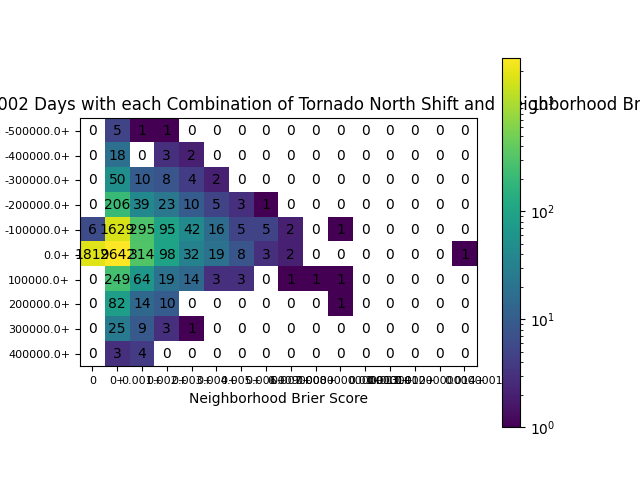 002 Days with each Combination of Tornado North Shift and
-500000.0+ 0 5 1 1 0 0 0 0 0 0 0 0 0 0 0 0
-400000.0+ 0 18 0 3 2 0 0 0 0 0 0 0 0 0 0 0
-300000.0+ 0 50 10 8 4 2 0 0 0 0 0 0 0 0 0 0
-200000.0+ 0 206 39 23 10 5 3 1 0 0 0 0 0 0 0 0
-100000.0+ 6 1629 295 95 42 16 5 5 2 0 1 0 0 0 0 0
0.0+ 1812 9642 314 98 32 19 8 3 2 0 0 0 0 0 0 1
100000.0+ 0 249 64 19 14 3 3 0 1 1 1 0 0 0 0 0
200000.0+ 0 82 14 10 0 0 0 0 0 0 1 0 0 0 0 0
300000.0+ 0 25 9 3 1 0 0 0 0 0 0 0 0 0 0 0
400000.0+ 0 3 4 0 0 0 0 0 0 0 0 0 0 0 0 0
0
Neighborhood Brier Score
10²
10¹
10⁰